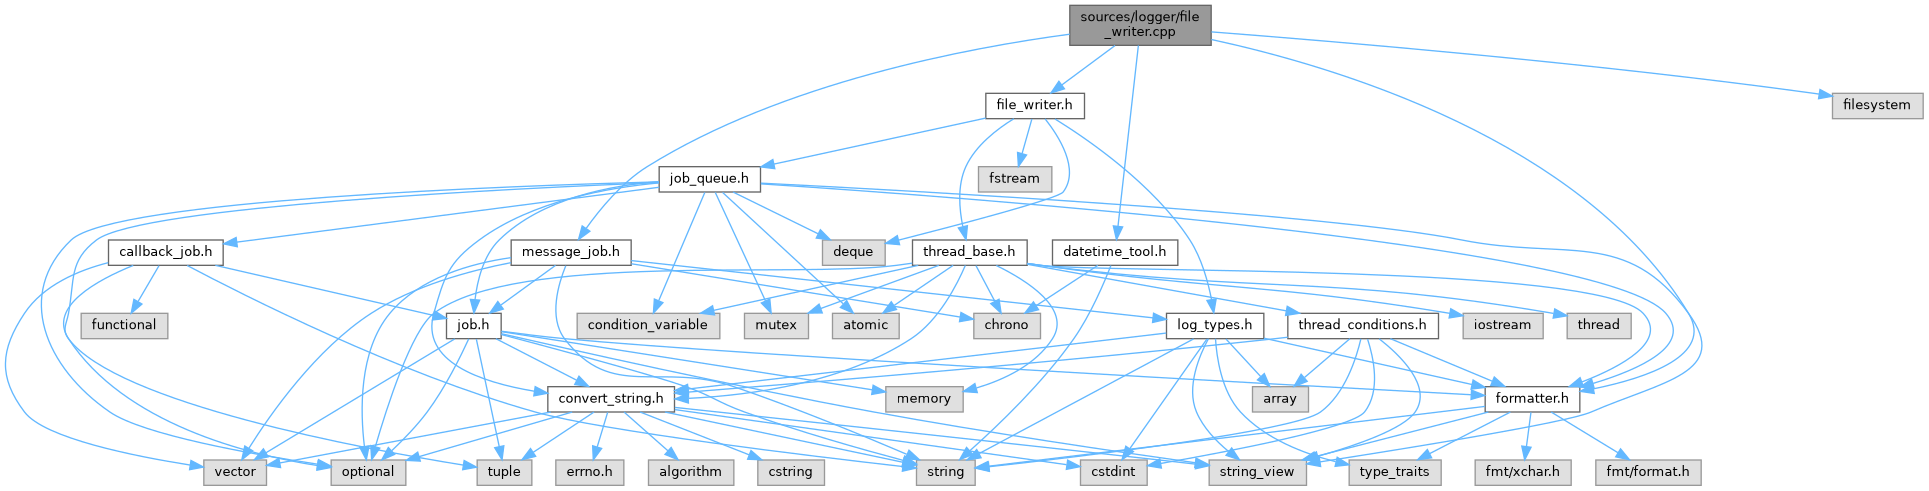 sources/logger/file
_writer.cpp
file_writer.h
filesystem
job_queue.h
fstream
callback_job.h
message_job.h
deque
thread_base.h
datetime_tool.h
functional
job.h
condition_variable
mutex
atomic
chrono
log_types.h
thread_conditions.h
iostream
thread
convert_string.h
memory
array
formatter.h
vector
optional
tuple
errno.h
algorithm
cstring
string
cstdint
string_view
type_traits
fmt/xchar.h
fmt/format.h